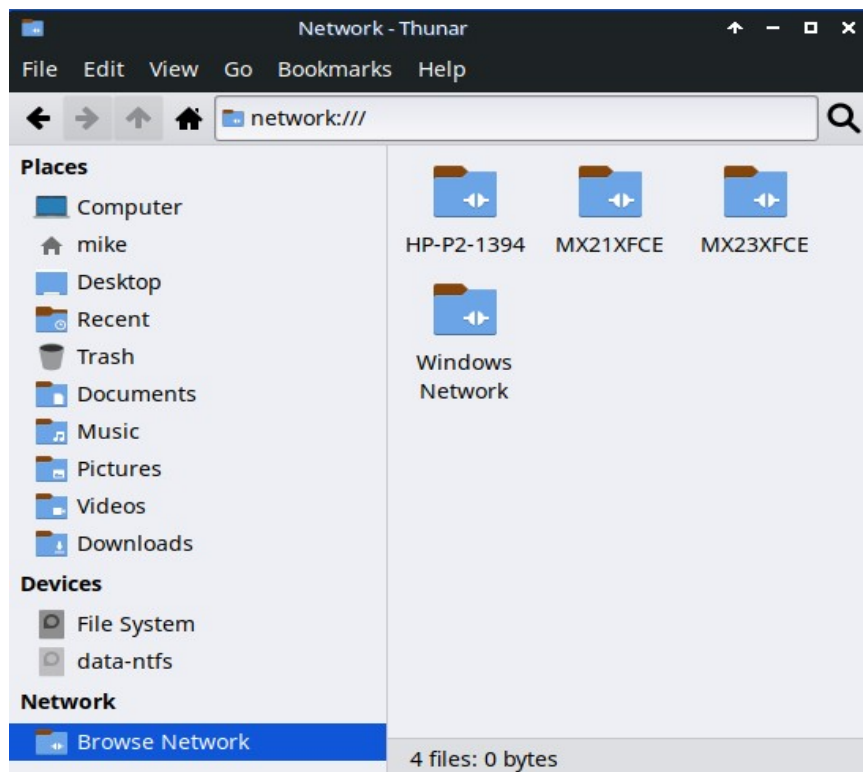 Network - Thunar
File Edit View Go Bookmarks Help
network:///
Places
Computer
mike
Desktop
Recent
Trash
Documents
Music
Pictures
Videos
Downloads
Devices
File System
data-ntfs
Network
Browse Network
HP-P2-1394 MX21XFCE MX23XFCE
Windows
Network
4 files: 0 bytes